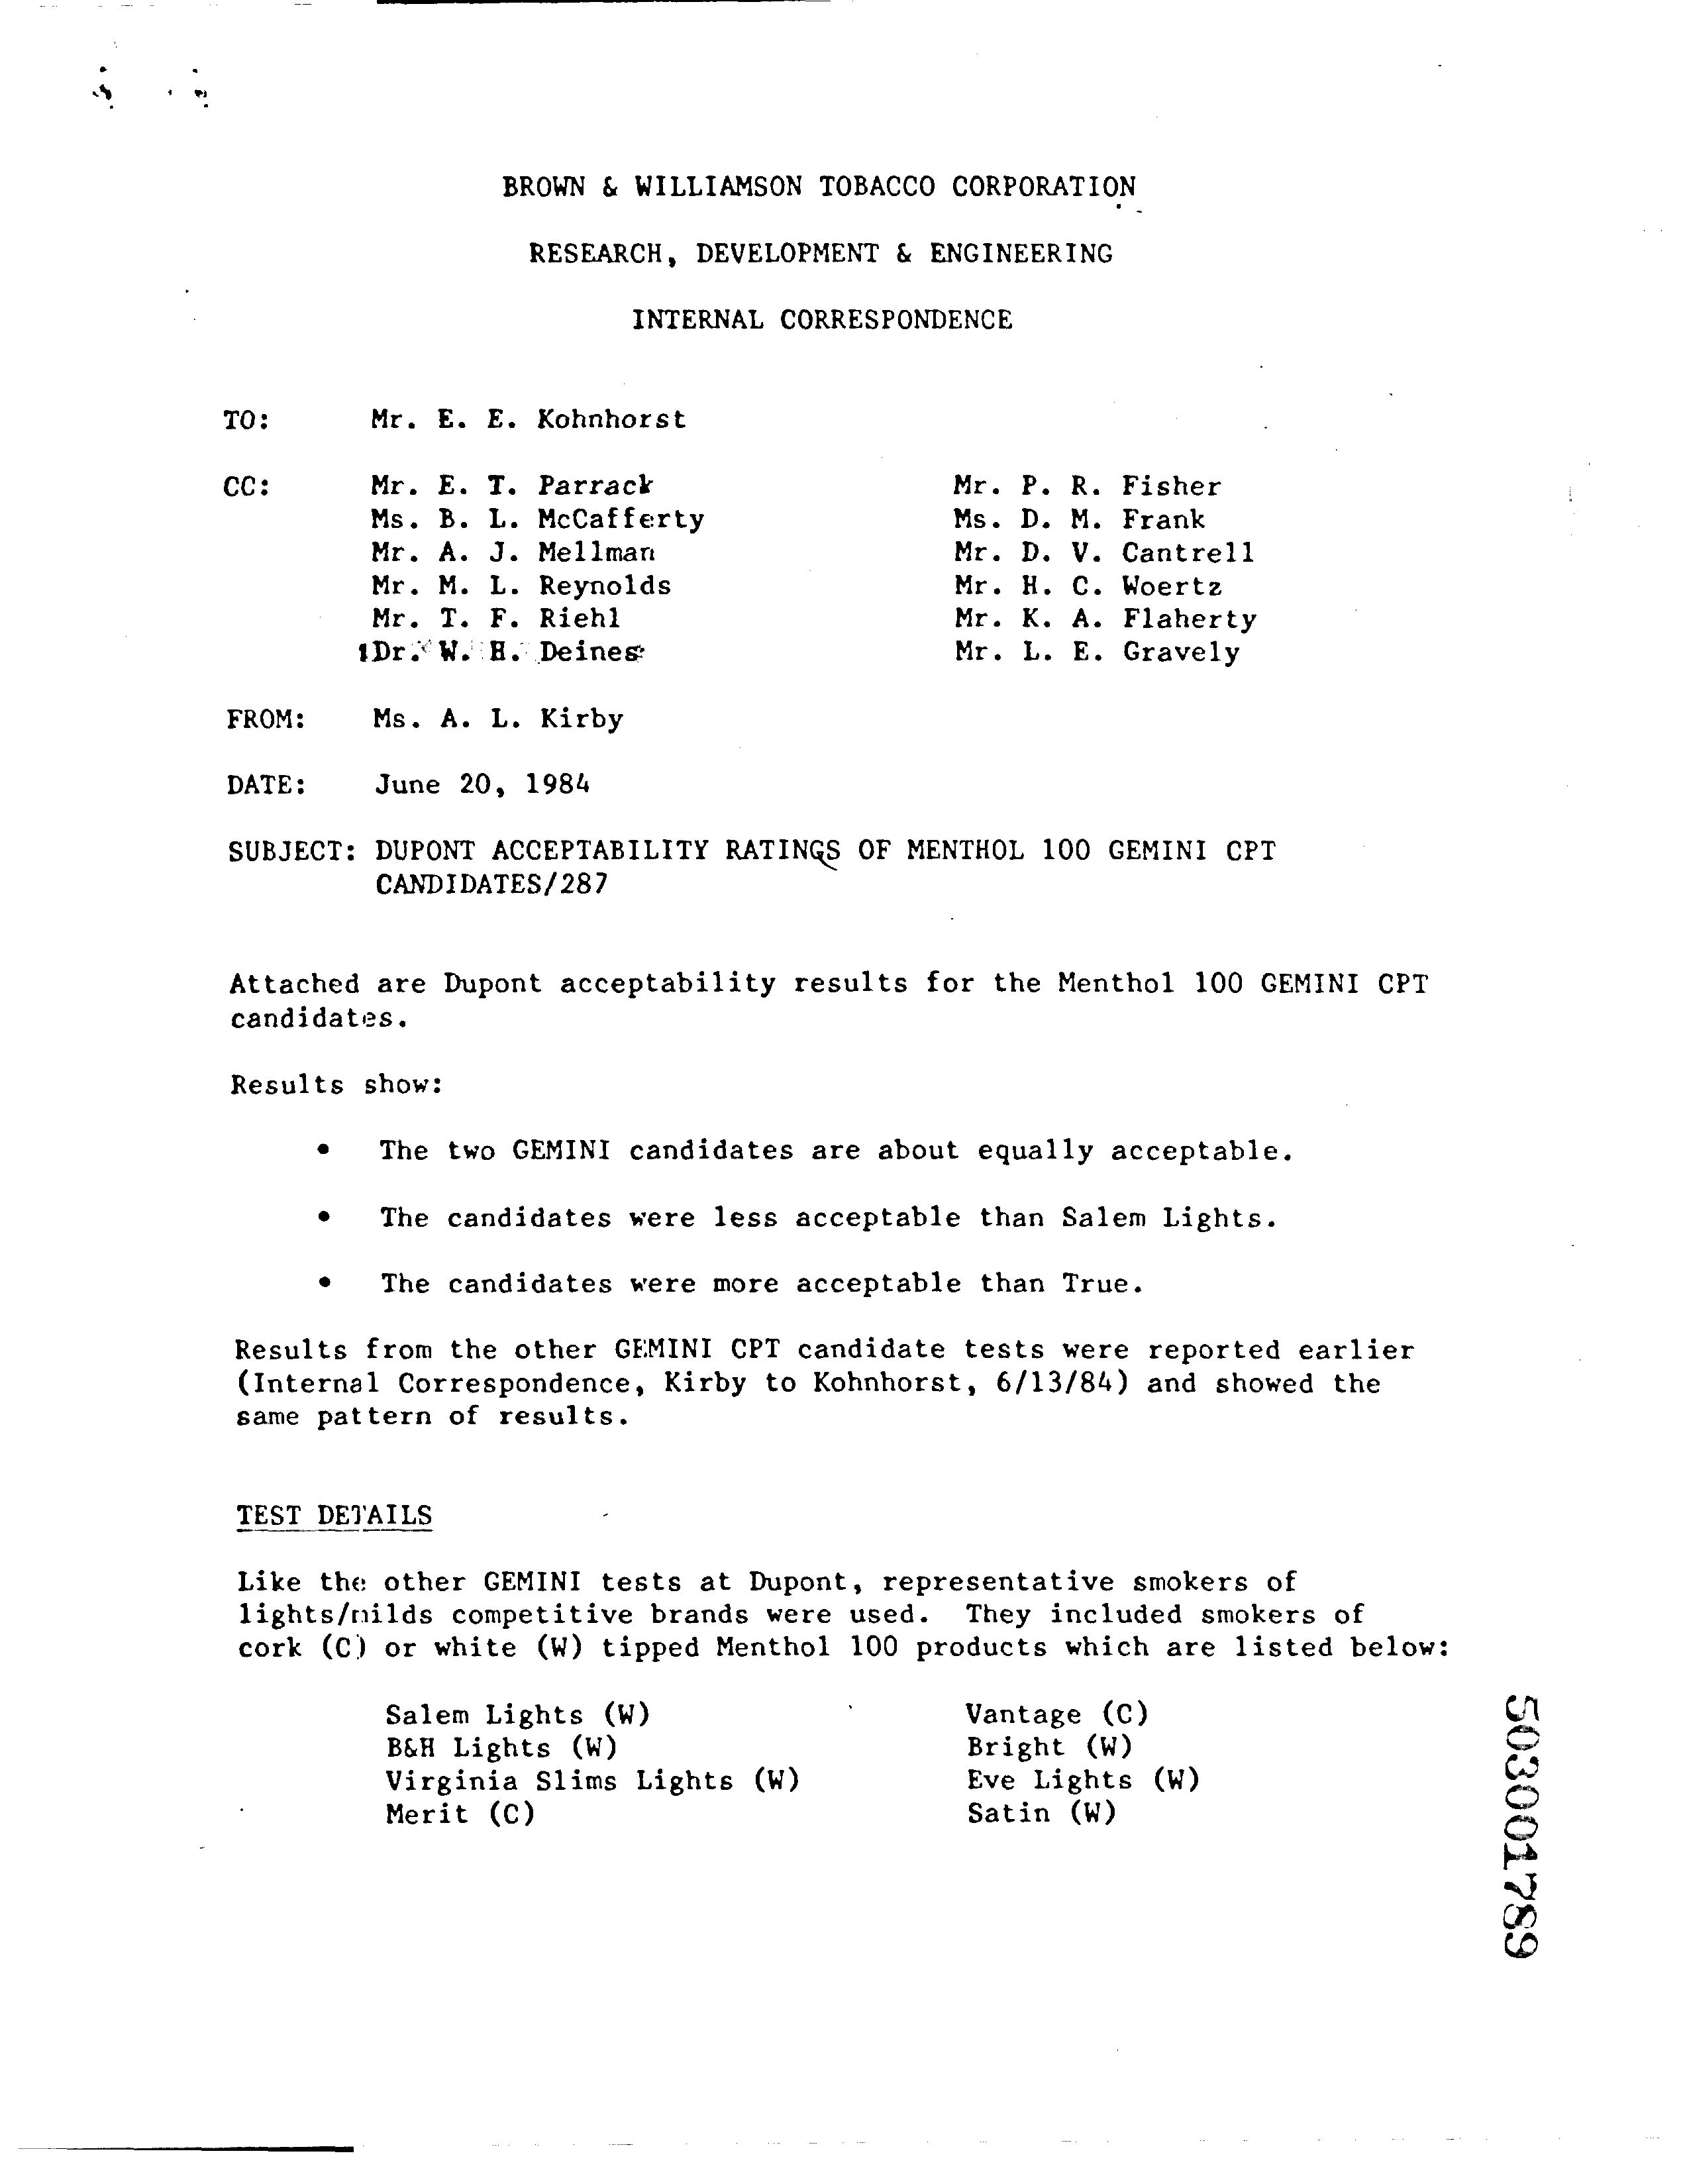 BROWN & WILLIAMSON TOBACCO CORPORATION
RESEARCH, DEVELOPMENT & ENGINEERING
INTERNAL CORRESPONDENCE
TO: Mr. E. E. Kohnhorst
CC: Mr. E. T. Parrack Mr. P. R. Fisher
Ms. B. L. McCafferty Ms. D. M. Frank
Mr. A. J. Mellman Mr. D. V. Cantrell
Mr. M. L. Reynolds Mr. H. C. Woertz
Mr. T. F. Riehl Mr. K. A. Flaherty
Dr. W. H. Deines Mr. L. E. Gravely
FROM: Ms. A. L. Kirby
DATE: June 20, 1984
SUBJECT: DUPONT ACCEPTABILITY RATINGS OF MENTHOL 100 GEMINI CPT
CANDIDATES/287
Attached are Dupont acceptability results for the Menthol 100 GEMINI CPT
candidates.
Results show:
• The two GEMINI candidates are about equally acceptable.
• The candidates were less acceptable than Salem Lights.
• The candidates were more acceptable than True.
Results from the other GEMINI CPT candidate tests were reported earlier
(Internal Correspondence, Kirby to Kohnhorst, 6/13/84) and showed the
same pattern of results.
TEST DETAILS
Like the other GEMINI tests at Dupont, representative smokers of
lights/milds competitive brands were used. They included smokers of
cork (C) or white (W) tipped Menthol 100 products which are listed below:
Salem Lights (W) Vantage (C)
B&H Lights (W) Bright (W)
Virginia Slims Lights (W) Eve Lights (W)
Merit (C) Satin (W)
503001789